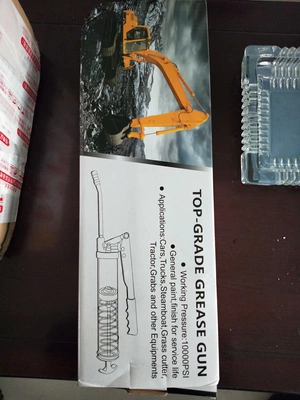 TOP-GRADE GREASE GUN
● Working Pressure:10000PSI
● General paint,finish for service life
● Applications:Cars,Trucks,Steamboat,Grass cutter,
Tractor,Grabs and other Equipments